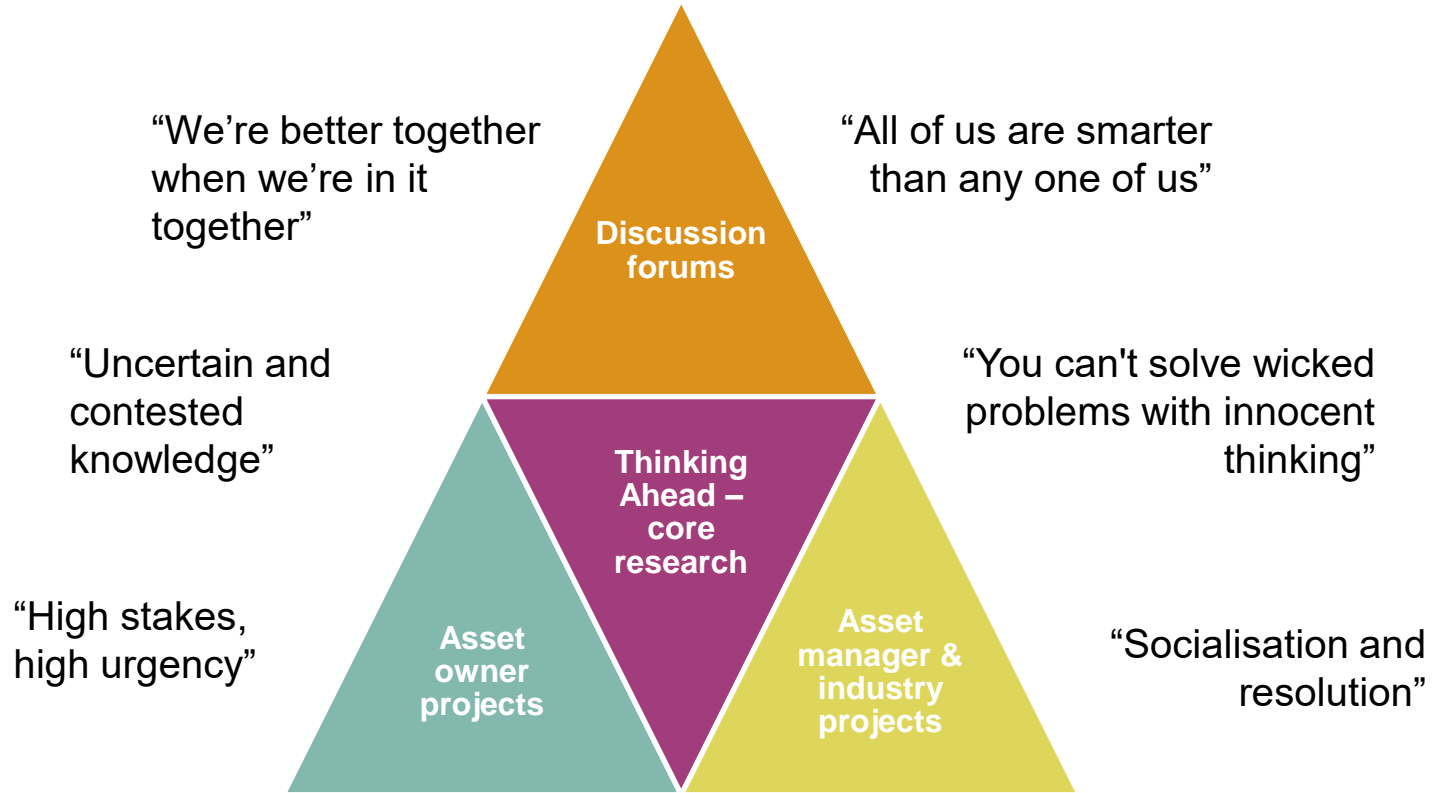 “We’re better together
when we’re in it
together”
“All of us are smarter
than any one of us”
Discussion
forums
“Uncertain and
contested
knowledge”
“You can't solve wicked
problems with innocent
thinking”
Thinking
Ahead –
core
research
“High stakes,
high urgency”
Asset
owner
projects
Asset
manager &
industry
projects
“Socialisation and
resolution”